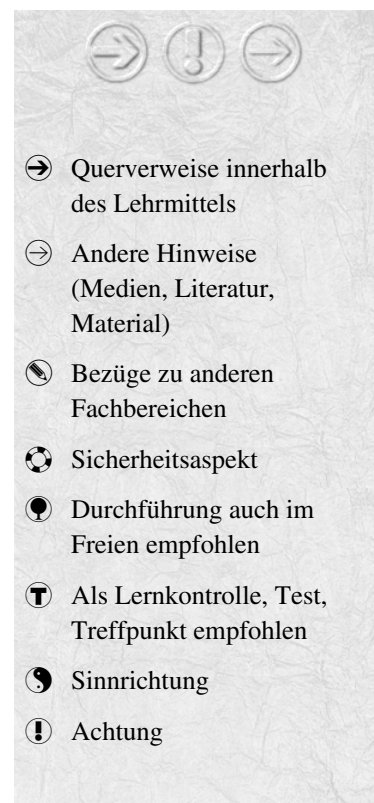 Querverweise innerhalb
des Lehrmittels
Andere Hinweise
(Medien, Literatur,
Material)
Bezüge zu anderen
Fachbereichen
Sicherheitsaspekt
Durchführung auch im
Freien empfohlen
T Als Lernkontrolle, Test,
Treffpunkt empfohlen
Sinnrichtung
! Achtung